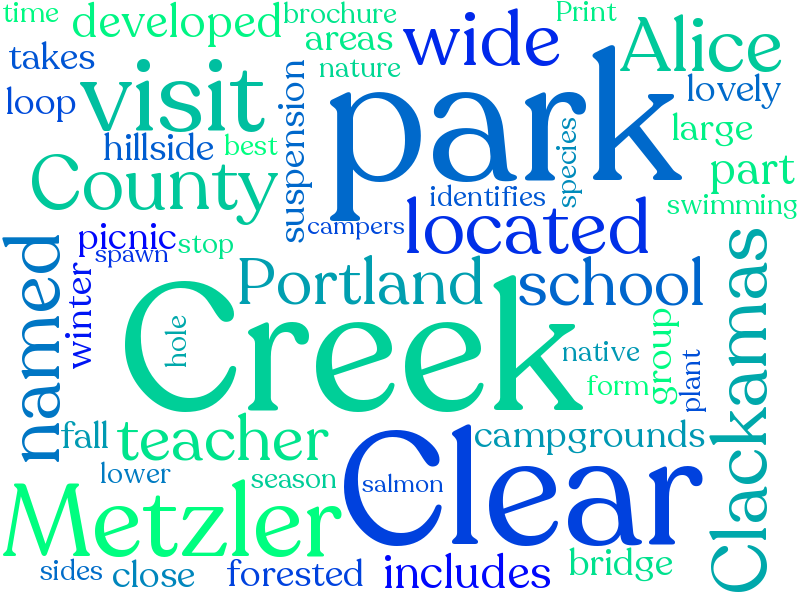 time
developed
brochure
Print
takes
areas
wide
Alice
nature
loop
visit
suspension
park
lovely
hillside
best
species
large
County
identifies
part
swimming
campers
located
named
picnic
spawn
stop
winter
Portland
school
Clackamas
Creek
hole
native
form
group
plant
fall
teacher
Clear
campgrounds
lower
season
salmon
Metzler
sides
close
forested
includes
bridge